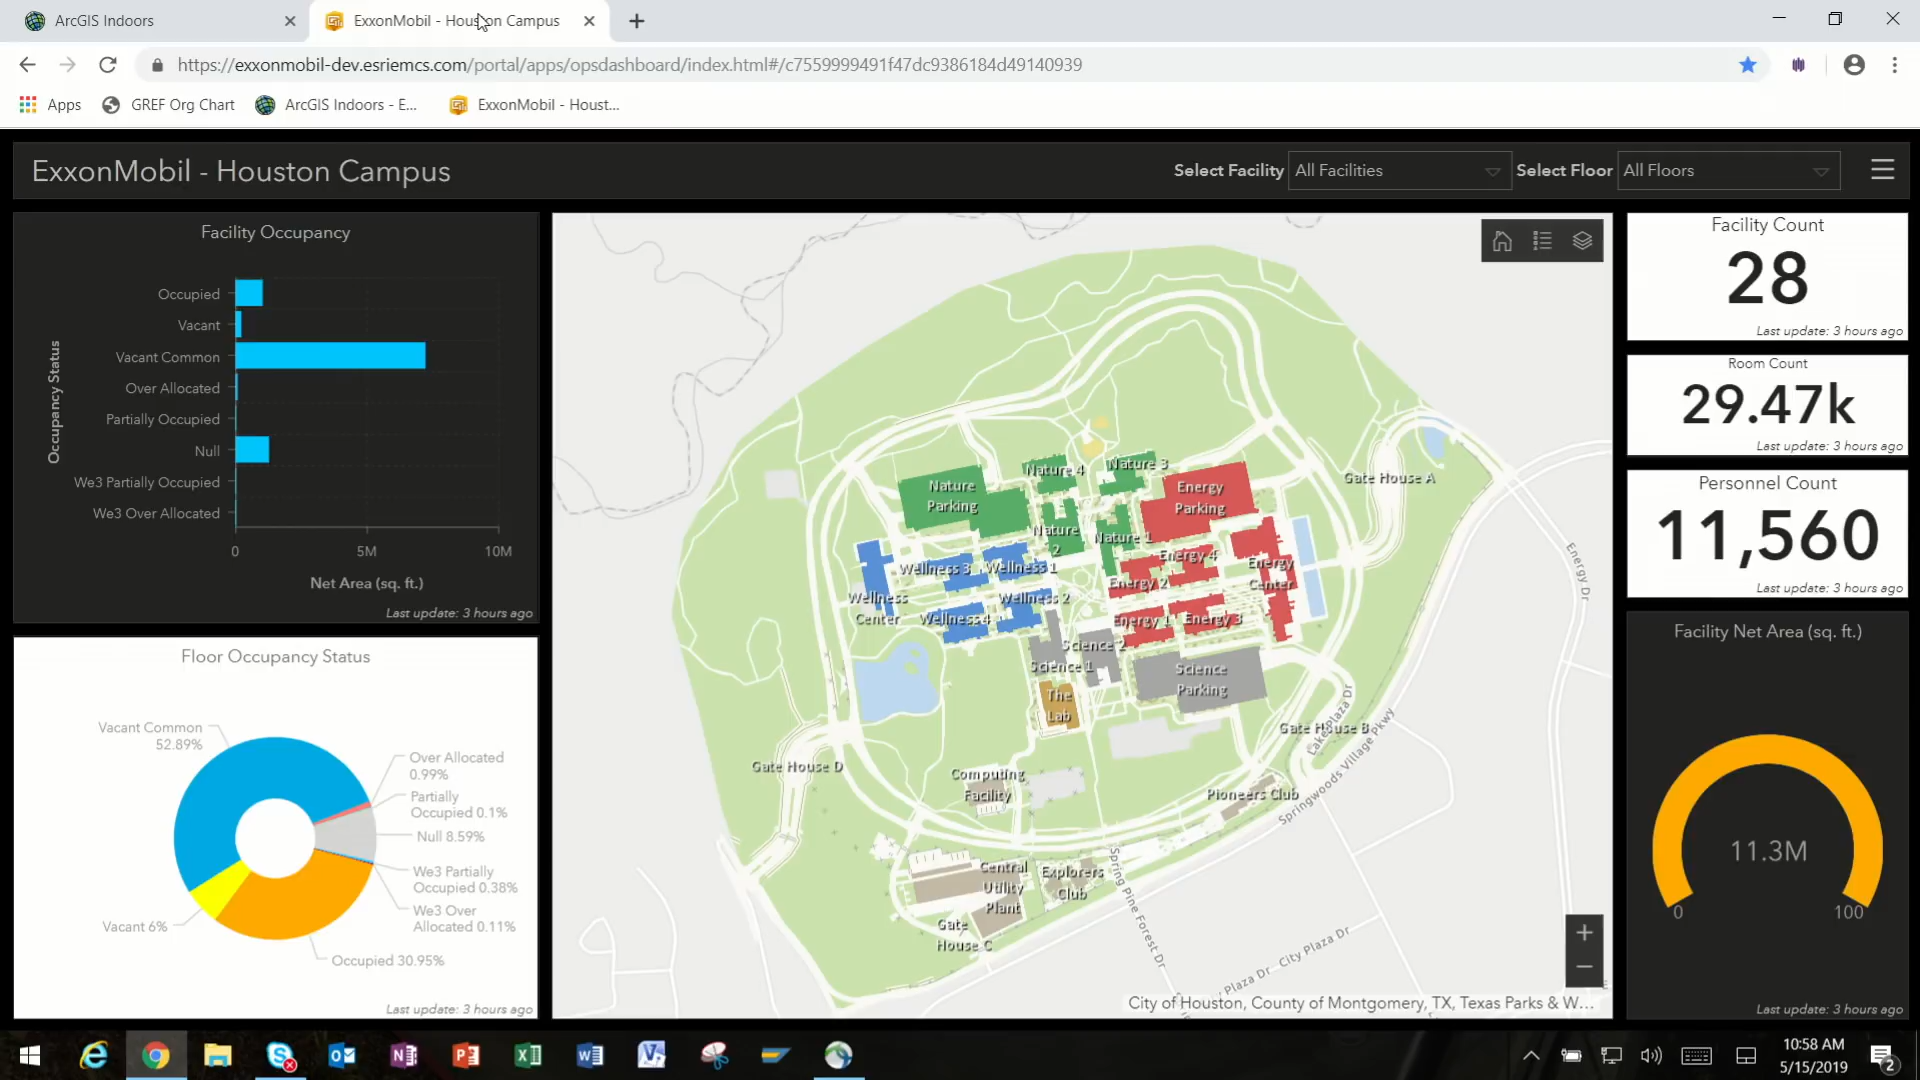 ArcGIS Indoors
ExxonMobil - Houston Campus
https://exxonmobil-dev.esriemcs.com/portal/apps/opsdashboard/index.html#/c7559999491f47dc9386184d49140939
Apps
GREF Org Chart
ArcGIS Indoors - E...
ExxonMobil - Houst...
ExxonMobil - Houston Campus
Select Facility
All Facilities
Select Floor
All Floors
Facility Occupancy
Occupancy Status
Occupied
Vacant
Vacant Common
Over Allocated
Partially Occupied
Null
We3 Partially Occupied
We3 Over Allocated
0
5M
10M
Net Area (sq. ft.)
Last update: 3 hours ago
Floor Occupancy Status
Vacant Common
52.89%
Over Allocated
0.99%
Partially
Occupied 0.1%
Null 8.59%
We3 Partially
Occupied 0.38%
We3 Over
Allocated 0.11%
Vacant 6%
Occupied 30.95%
Last update: 3 hours ago
Nature
Parking
Nature 4
Nature 3
Energy
Parking
Gate House A
Nature
2
Nature 1
Energy 4
Wellness 3
Wellness 1
Energy 2
Energy
Center
Wellness
Center
Wellness 2
Wellness 4
Energy 1
Energy 3
Science 2
Science 1
Science
Parking
The
Lab
Gate House B
Gate House D
Computing
Facility
Pioneers Club
Central
Utility
Plant
Explorers
Club
Gate
House C
Energy Dr
Lake Plaza Dr
Springwoods Village Pkwy
Spring Pine Forest Dr
City Plaza Dr
Plaza Dr
City of Houston, County of Montgomery, TX, Texas Parks & W...
Facility Count
28
Last update: 3 hours ago
Room Count
29.47k
Last update: 3 hours ago
Personnel Count
11,560
Last update: 3 hours ago
Facility Net Area (sq. ft.)
11.3M
0
100
Last update: 3 hours ago
10:58 AM
5/15/2019
2